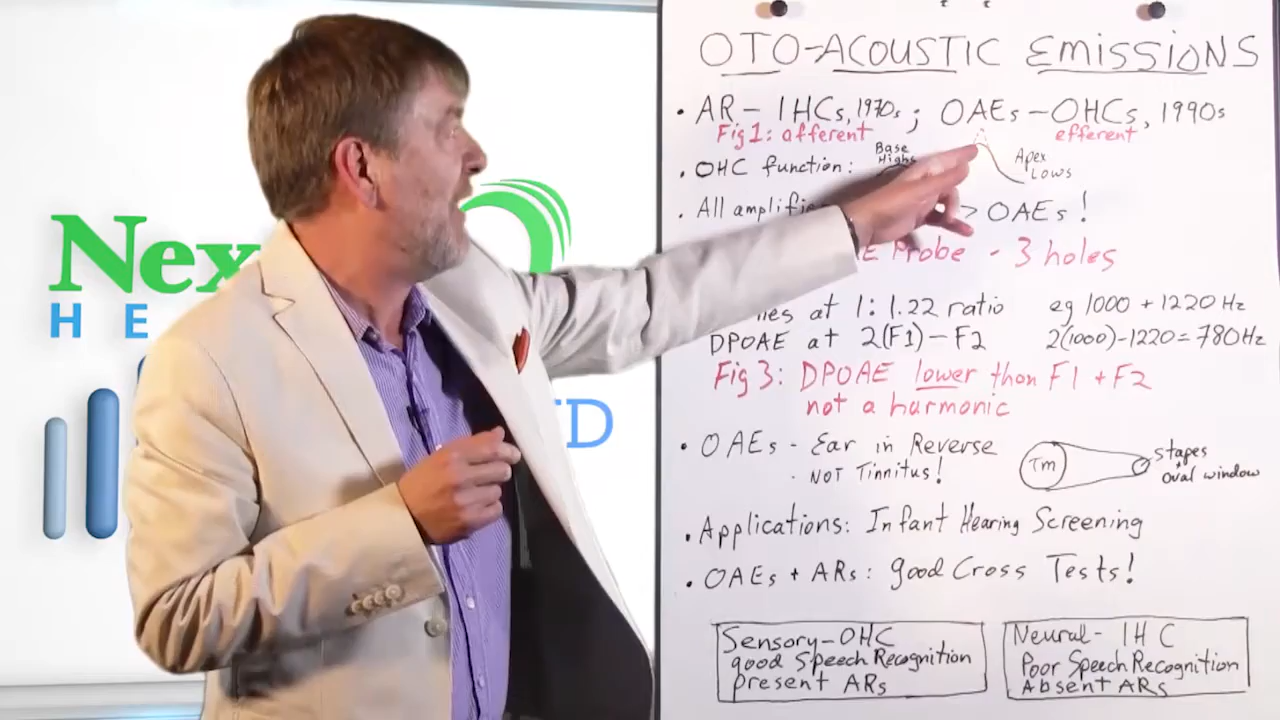 OTO-ACOUSTIC EMISSIONS
• AR - IHCs, 1970s ; OAEs - OHCs, 1990s
Fig 1: afferent efferent
• OHC function: Base Highs Apex Lows
• All amplifi > OAEs!
Probe - 3 holes
at 1: 1.22 ratio eg 1000 + 1220 Hz
DPOAE at 2(F1) - F2 2(1000)-1220 = 780Hz
Fig 3: DPOAE lower than F1 + F2
not a harmonic
• OAEs - Ear in Reverse
- NOT Tinnitus!
TM
stapes
+
oval window
• Applications: Infant Hearing Screening
• OAEs + ARs: good Cross Tests!
Sensory - OHC
good Speech Recognition
present ARs
Neural - IHC
Poor Speech Recognition
Absent ARs
Nex
HE
TD